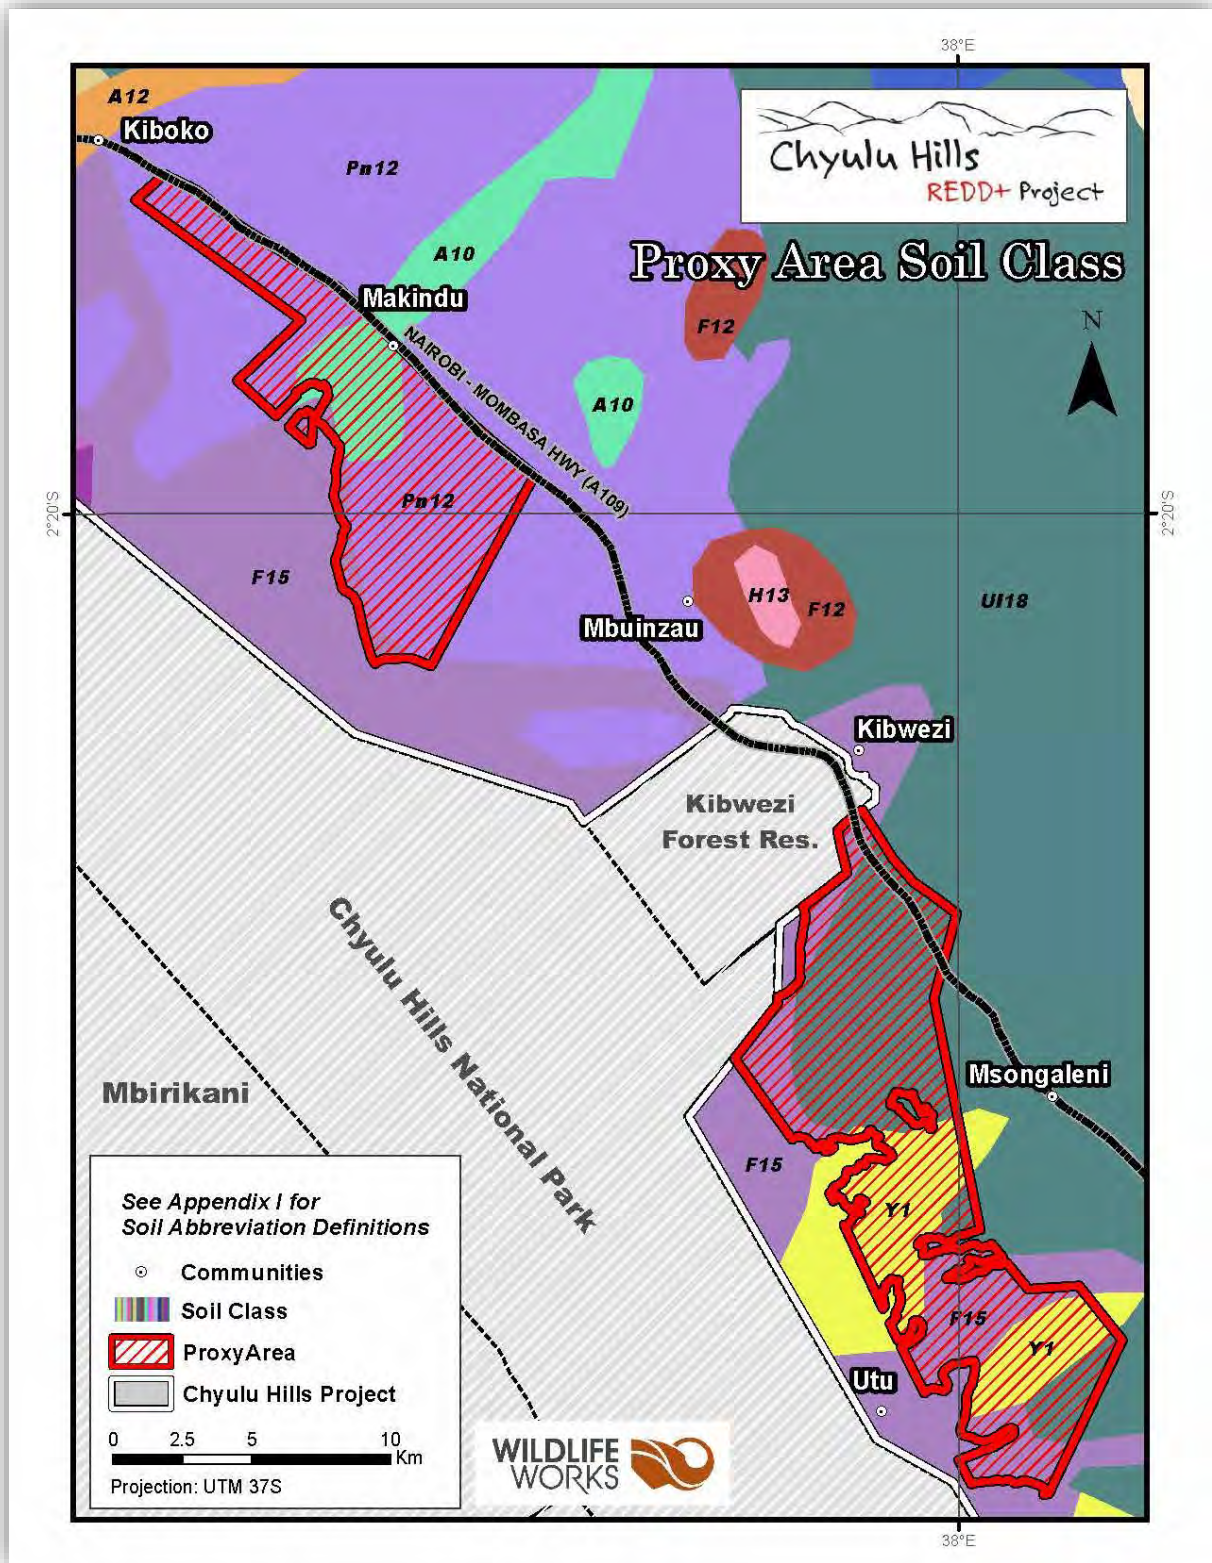 38°E
A12
Kiboko
Pn12
Chyulu Hills
REDD+ Project
A10
Proxy Area Soil Class
Makindu
F12
N
NAIROBI - MOMBASA HWY (A109)
A10
Pn12
2°20'S
2°20'S
F15
H13
F12
UI18
Mbuinzau
Kibwezi
Kibwezi
Forest Res.
Chyulu Hills National Park
Mbirikani
Msongaleni
F15
Y1
See Appendix I for
Soil Abbreviation Definitions
Communities
Soil Class
ProxyArea
Chyulu Hills Project
0 2.5 5 10
Km
Projection: UTM 37S
F15
Y1
Utu
WILDLIFE
WORKS
38°E